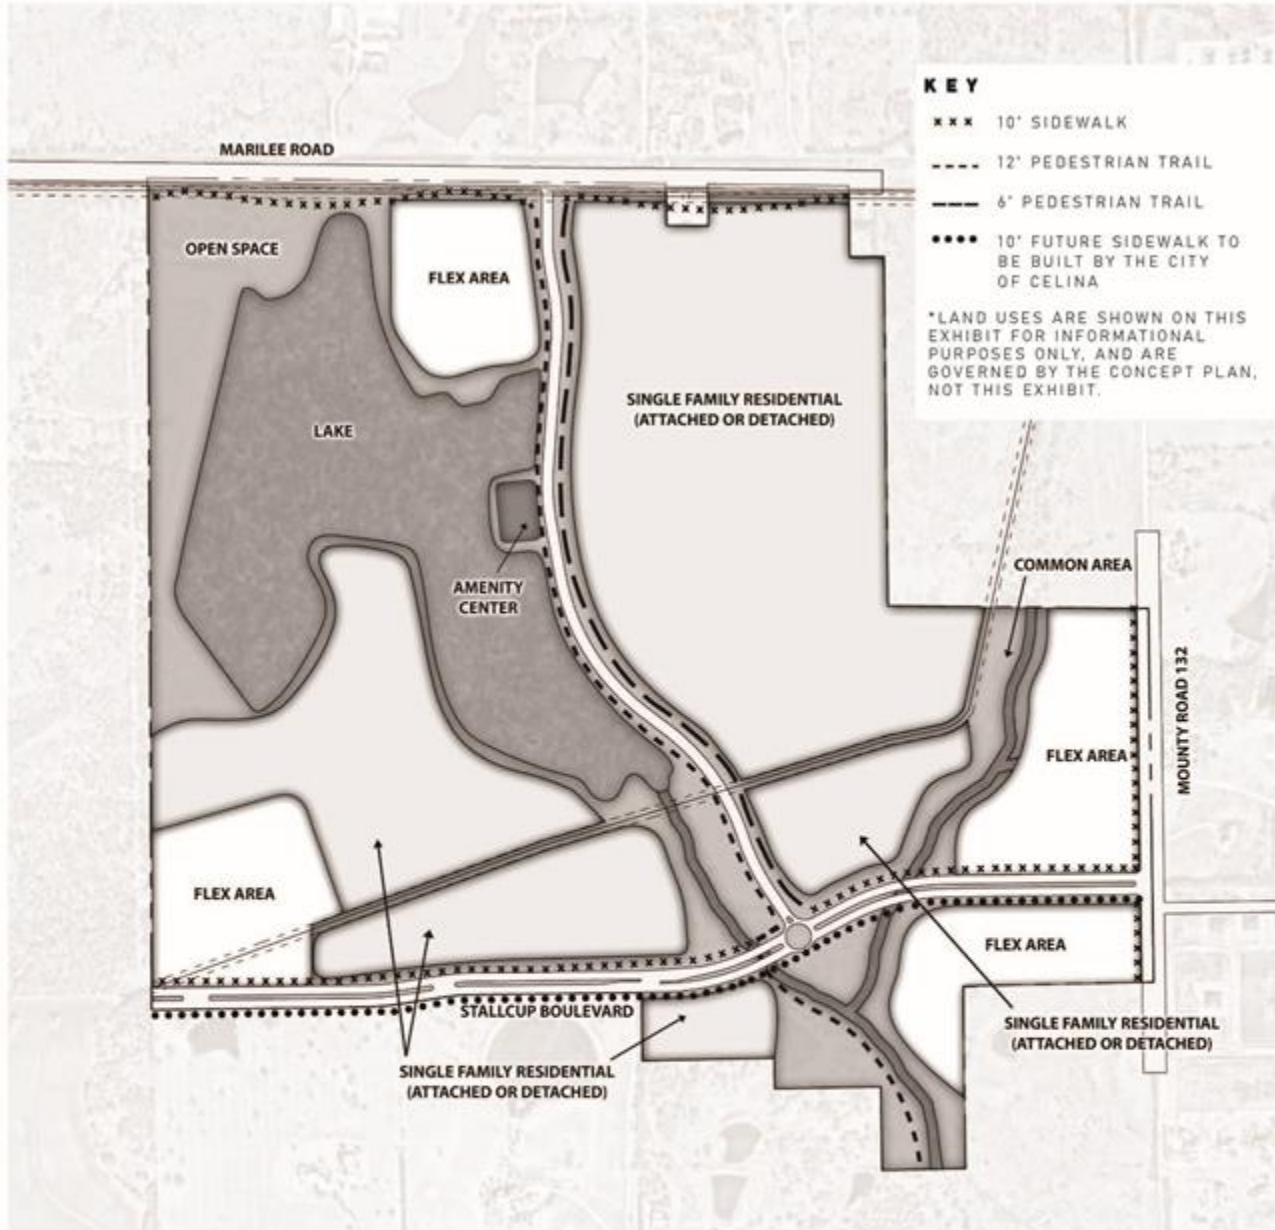 KEY
xxx 10' SIDEWALK
---- 12' PEDESTRIAN TRAIL
——— 6' PEDESTRIAN TRAIL
•••• 10' FUTURE SIDEWALK TO
BE BUILT BY THE CITY
OF CELINA
*LAND USES ARE SHOWN ON THIS
EXHIBIT FOR INFORMATIONAL
PURPOSES ONLY, AND ARE
GOVERNED BY THE CONCEPT PLAN,
NOT THIS EXHIBIT.
MARILEE ROAD
OPEN SPACE
FLEX AREA
LAKE
SINGLE FAMILY RESIDENTIAL
(ATTACHED OR DETACHED)
AMENITY
CENTER
COMMON AREA
MOUNTY ROAD 132
FLEX AREA
FLEX AREA
FLEX AREA
STALLCUP BOULEVARD
SINGLE FAMILY RESIDENTIAL
(ATTACHED OR DETACHED)
SINGLE FAMILY RESIDENTIAL
(ATTACHED OR DETACHED)